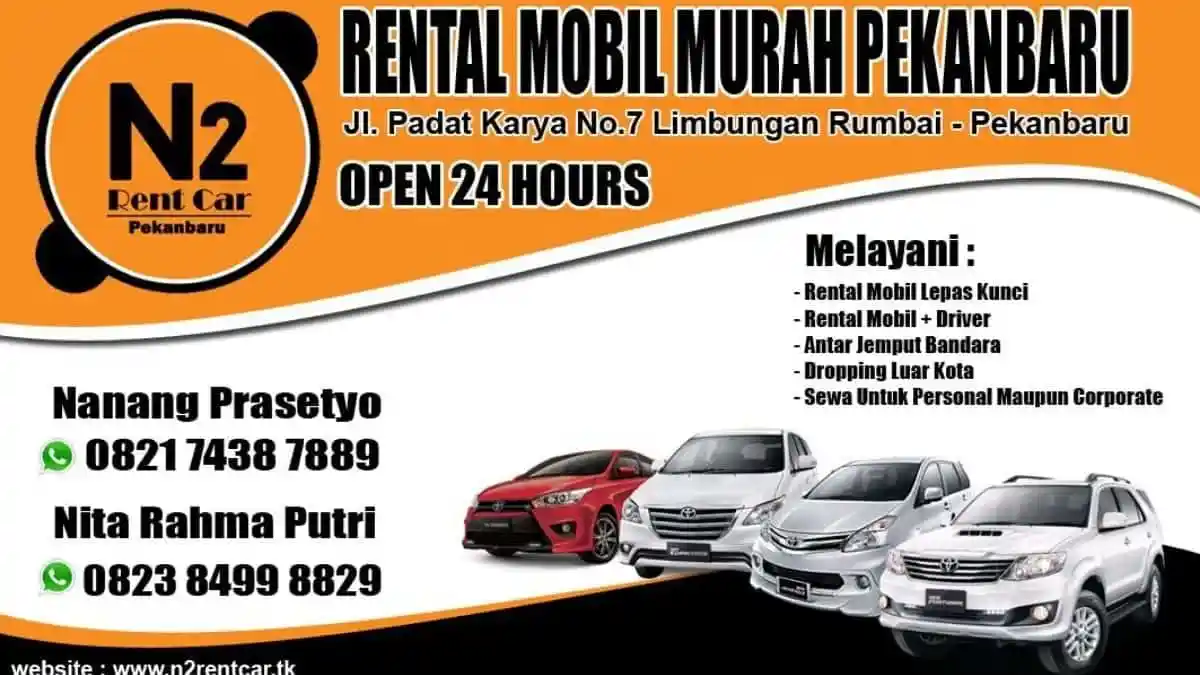 N2
Rent Car
Pekanbaru
RENTAL MOBIL MURAH PEKANBARU
Jl. Padat Karya No.7 Limbungan Rumbai - Pekanbaru
OPEN 24 HOURS
Melayani :
- Rental Mobil Lepas Kunci
- Rental Mobil + Driver
- Antar Jemput Bandara
- Dropping Luar Kota
- Sewa Untuk Personal Maupun Corporate
Nanang Prasetyo
0821 7438 7889
Nita Rahma Putri
0823 8499 8829
website : www.n2rentcar.tk